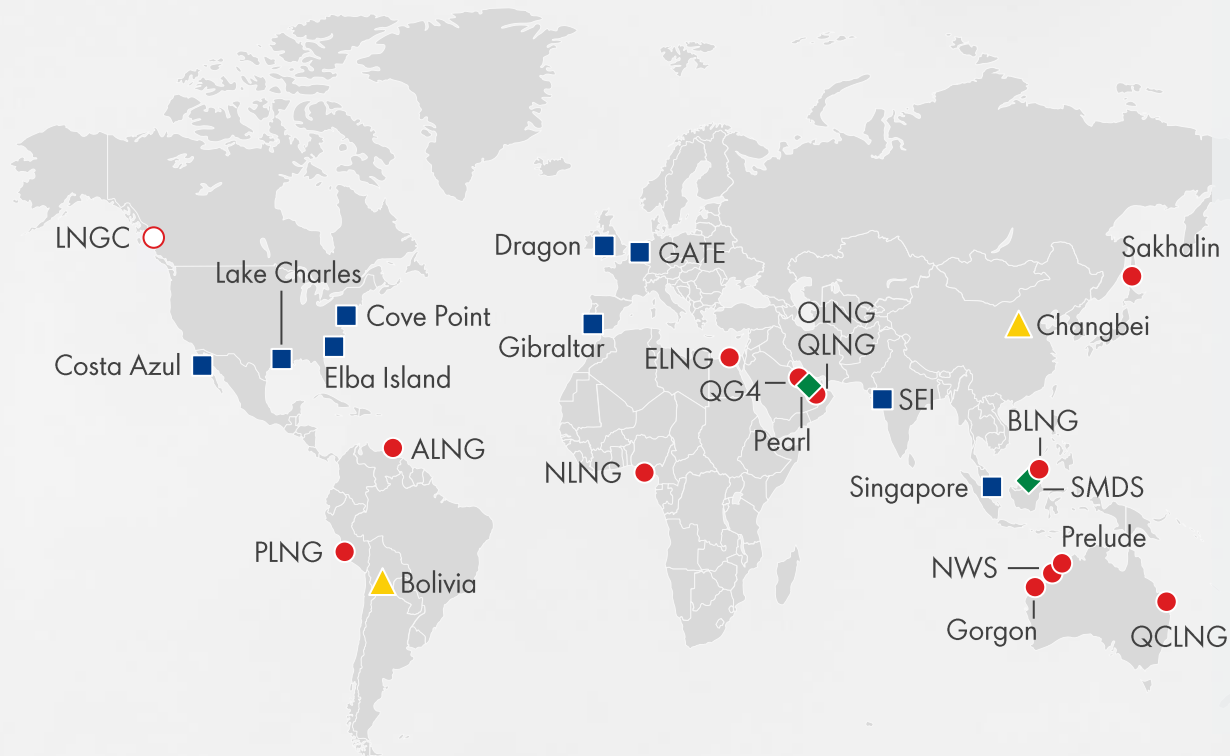 LNGC
Lake Charles
Cove Point
Costa Azul
Elba Island
ALNG
PLNG
Bolivia
Dragon
GATE
Gibraltar
ELNG
OLNG
QLNG
QG4
Pearl
NLNG
SEI
Sakhalin
Changbei
BLNG
Singapore
SMDS
Prelude
NWS
Gorgon
QCLNG